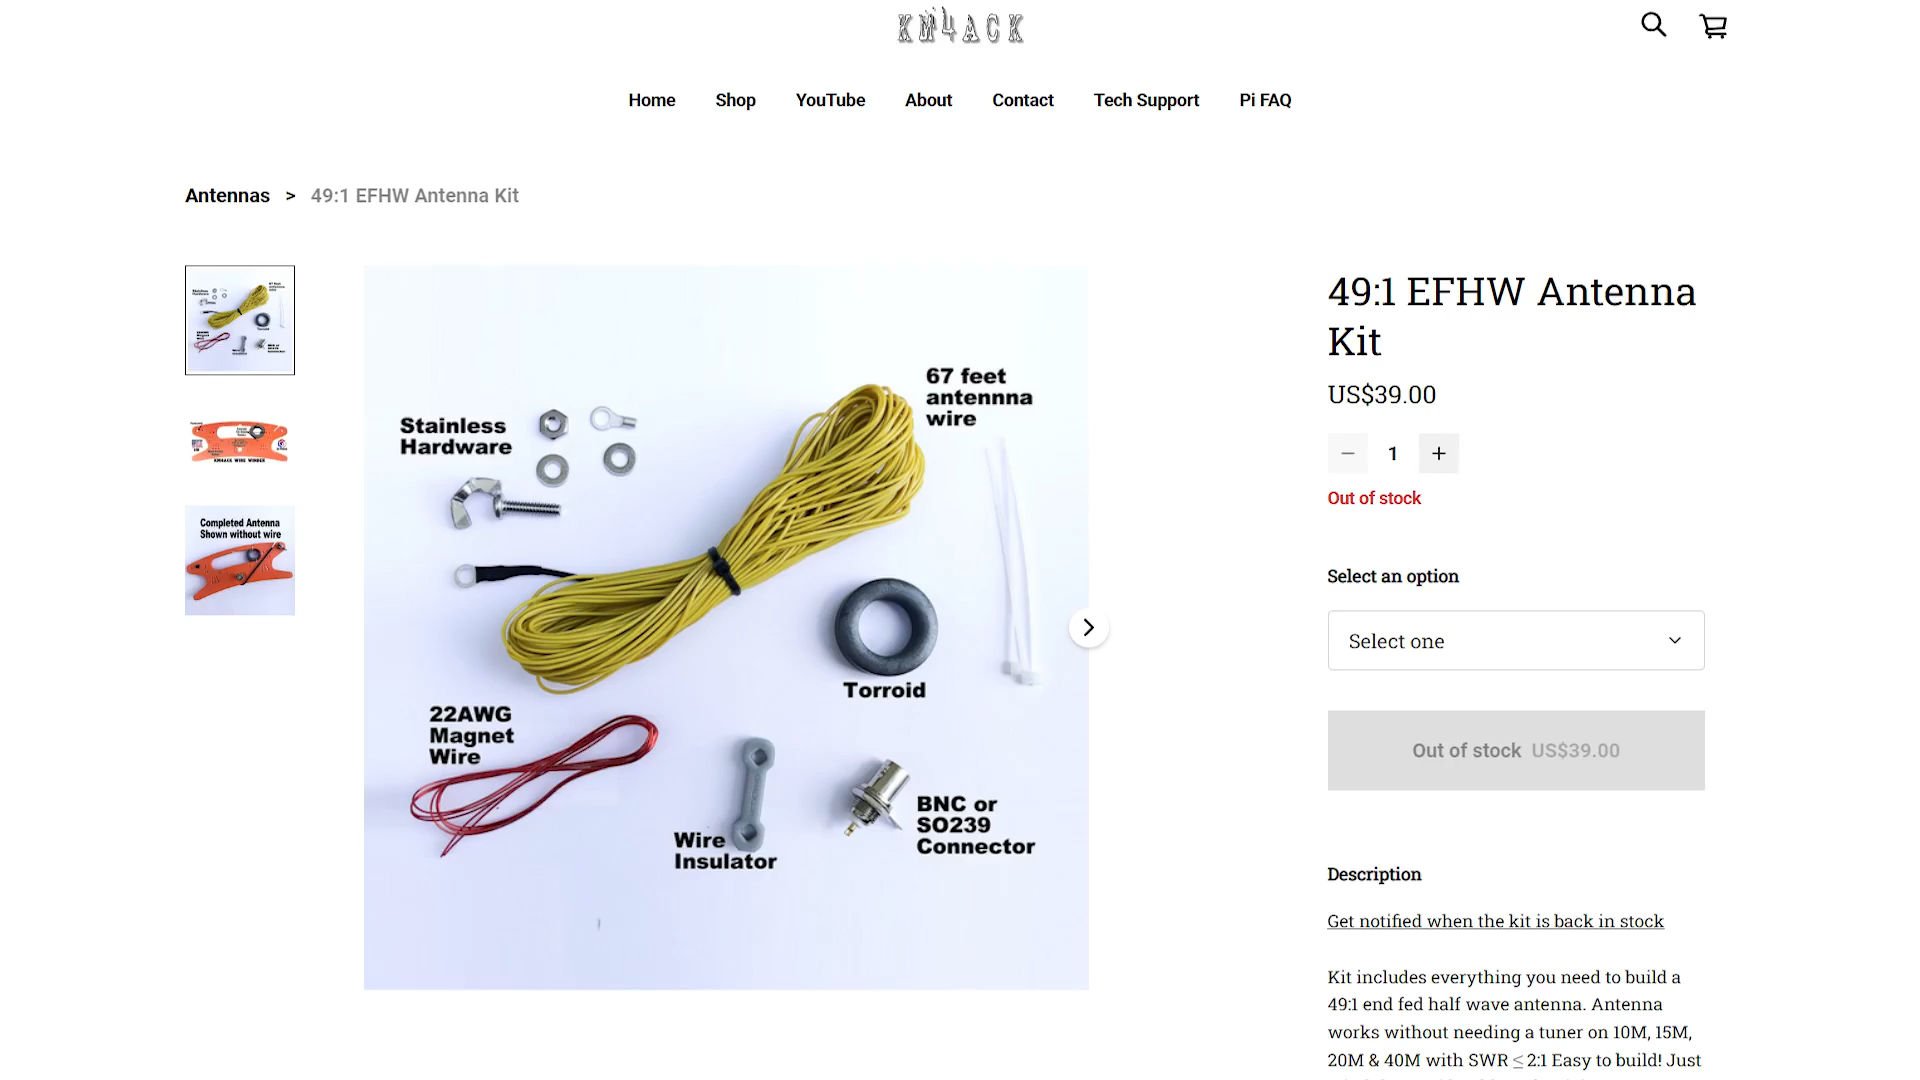 KM4ACK
Home Shop YouTube About Contact Tech Support Pi FAQ
Antennas > 49:1 EFHW Antenna Kit
Completed Antenna
Shown without wire
Stainless
Hardware
67 feet
antennna
wire
Torroid
22AWG
Magnet
Wire
Wire
Insulator
BNC or
SO239
Connector
49:1 EFHW Antenna
Kit
US$39.00
1
Out of stock
Select an option
Select one
Out of stock US$39.00
Description
Get notified when the kit is back in stock
Kit includes everything you need to build a
49:1 end fed half wave antenna. Antenna
works without needing a tuner on 10M, 15M,
20M & 40M with SWR ≤ 2:1 Easy to build! Just